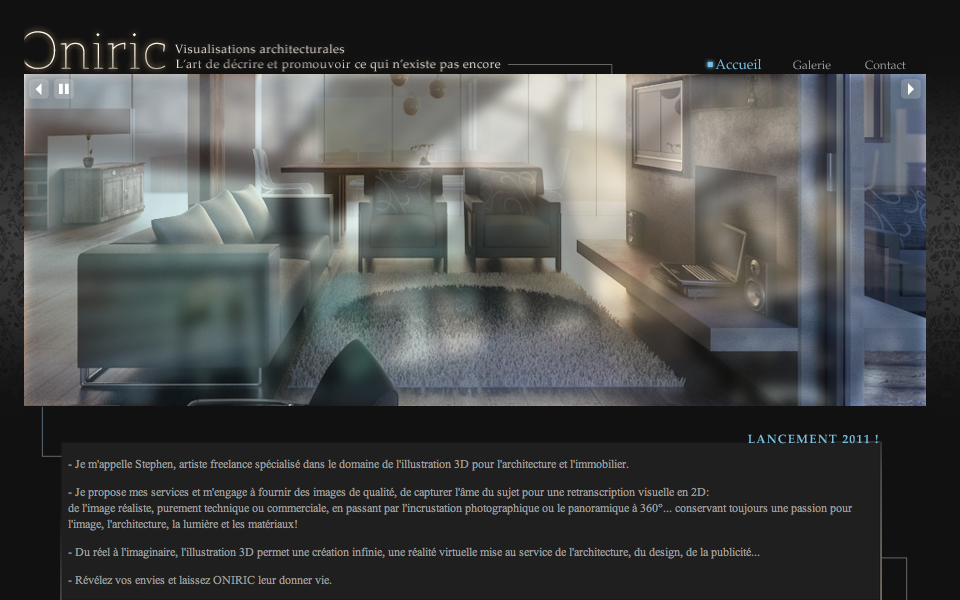 Oniric
Visualisations architecturales
L'art de décrire et promouvoir ce qui n'existe pas encore
Accueil
Galerie
Contact
LANCEMENT 2011 !
- Je m'appelle Stephen, artiste freelance spécialisé dans le domaine de l'illustration 3D pour l'architecture et l'immobilier.
- Je propose mes services et m'engage à fournir des images de qualité, de capturer l'âme du sujet pour une retranscription visuelle en 2D:
de l'image réaliste, purement technique ou commerciale, en passant par l'incrustation photographique ou le panoramique à 360°... conservant toujours une passion pour
l'image, l'architecture, la lumière et les matériaux!
- Du réel à l'imaginaire, l'illustration 3D permet une création infinie, une réalité virtuelle mise au service de l'architecture, du design, de la publicité...
- Révélez vos envies et laissez ONIRIC leur donner vie.